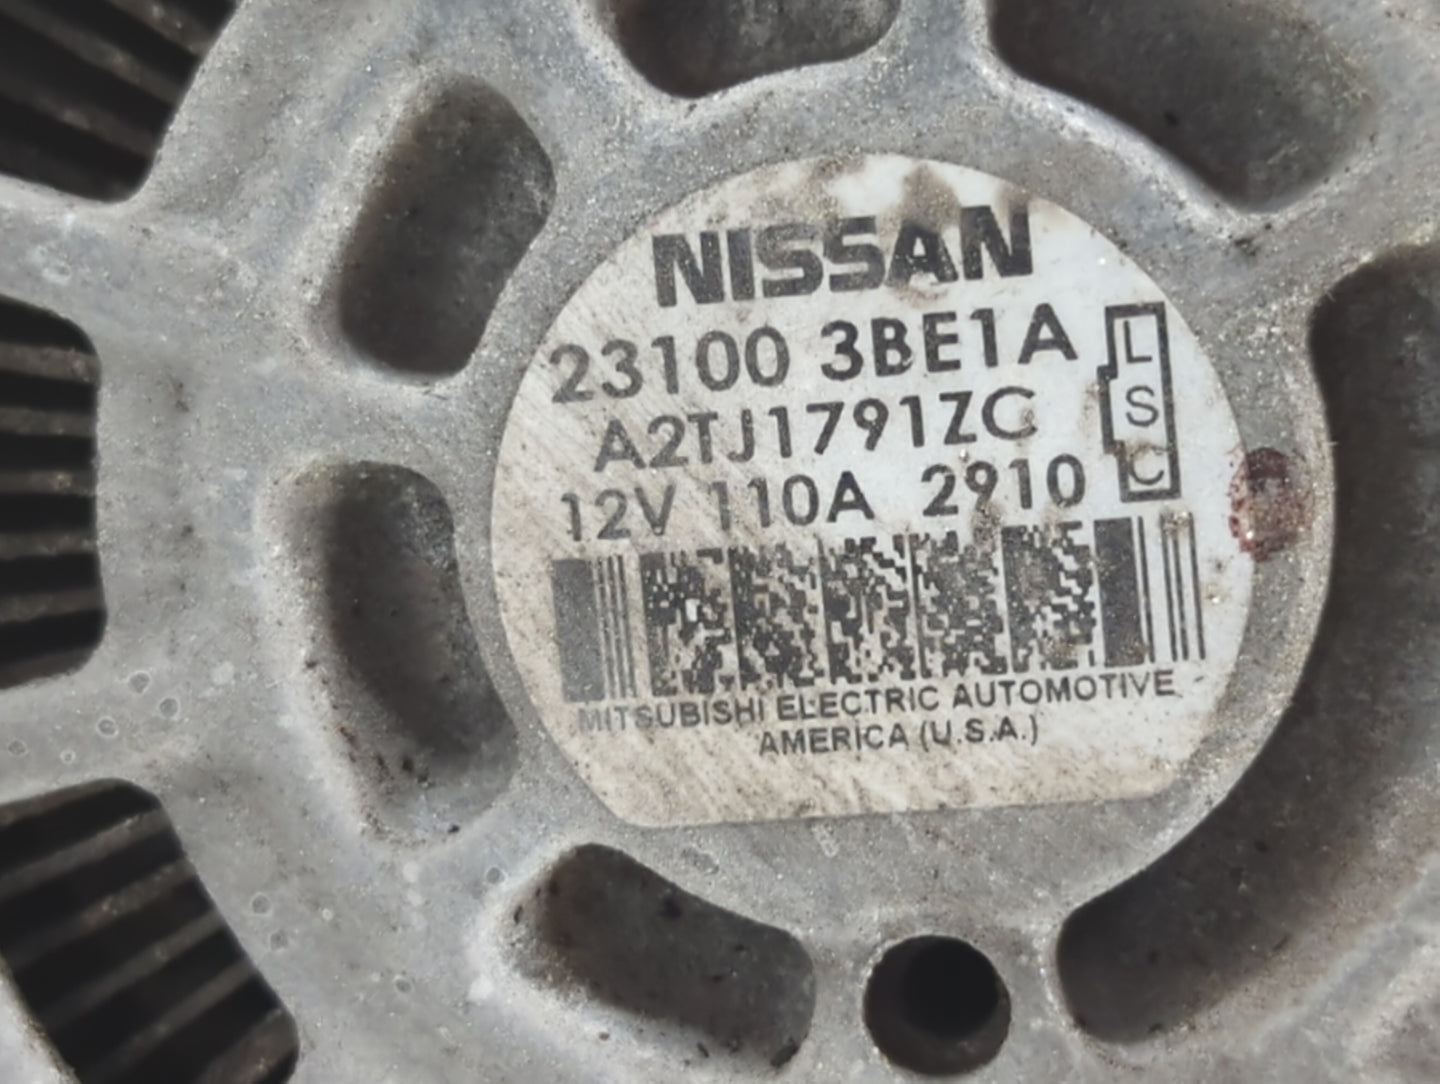 NISSAN
23100 3BE1A
A2TJ1791ZC
12V 110A 2910
L
S
C
MITSUBISHI ELECTRIC AUTOMOTIVE
AMERICA (U.S.A.)